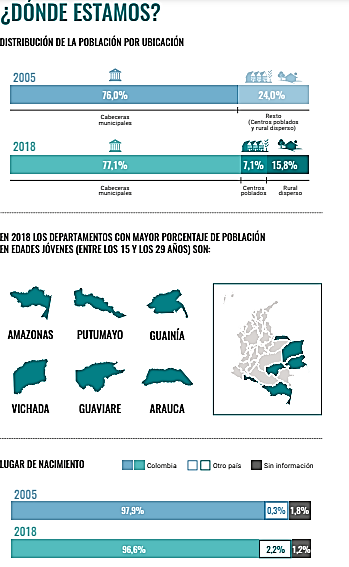 ¿DÓNDE ESTAMOS?
DISTRIBUCIÓN DE LA POBLACIÓN POR UBICACIÓN
2005
76,0%
24,0%
Cabeceras
municipales
Resto
(Centros poblados
y rural disperso)
2018
77,1%
7,1%
15,8%
Cabeceras
municipales
Centros
poblados
Rural
disperso
EN 2018 LOS DEPARTAMENTOS CON MAYOR PORCENTAJE DE POBLACIÓN
EN EDADES JÓVENES (ENTRE LOS 15 Y LOS 29 AÑOS) SON:
AMAZONAS
PUTUMAYO
GUAINÍA
VICHADA
GUAVIARE
ARAUCA
LUGAR DE NACIMIENTO
Colombia
Otro país
Sin información
2005
97,9%
0,3%
1,8%
2018
96,6%
2,2%
1,2%